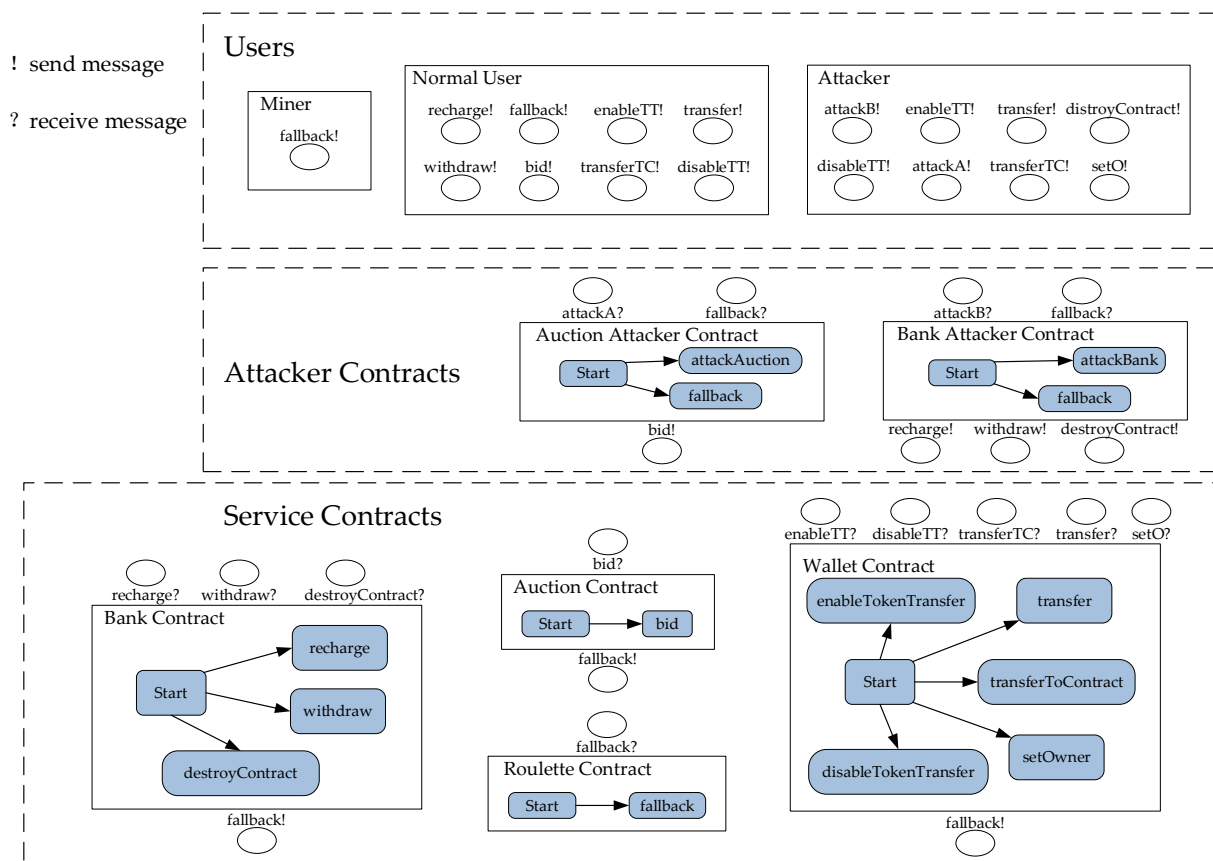 ! send message
? receive message
Users
Miner
fallback!
Normal User
recharge! fallback! enableTT! transfer!
withdraw! bid! transferTC! disableTT!
Attacker
attackB! enableTT! transfer! distroyContract!
disableTT! attackA! transferTC! setO!
Attacker Contracts
attackA? fallback?
Auction Attacker Contract
attackAuction
Start
fallback
bid!
attackB? fallback?
Bank Attacker Contract
attackBank
Start
fallback
recharge! withdraw! destroyContract!
Service Contracts
recharge? withdraw? destroyContract?
Bank Contract
recharge
Start
withdraw
destroyContract
fallback!
bid?
Auction Contract
Start bid
fallback!
fallback?
Roulette Contract
Start fallback
enableTT? disableTT? transferTC? transfer? setO?
Wallet Contract
enableTokenTransfer transfer
Start transferToContract
setOwner
disableTokenTransfer
fallback!